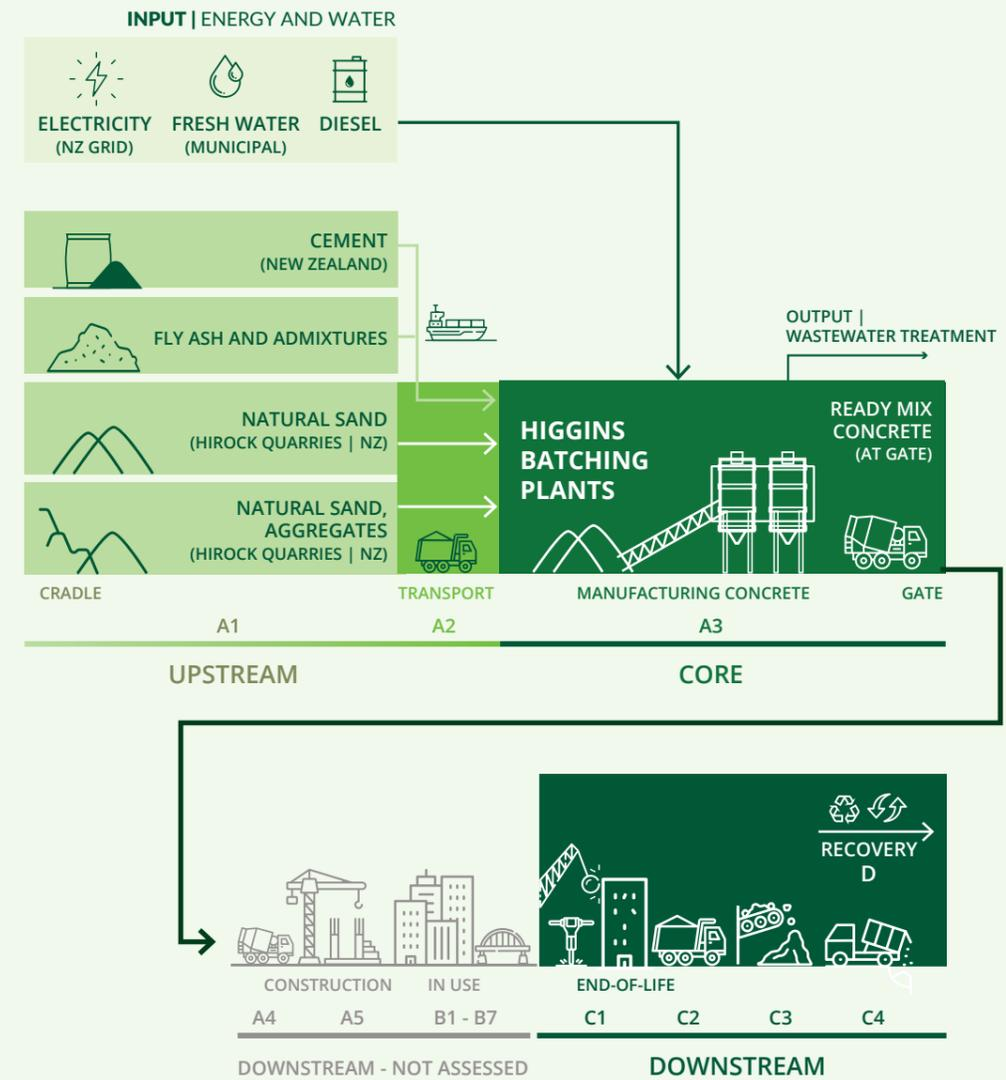 INPUT | ENERGY AND WATER
ELECTRICITY
(NZ GRID)
FRESH WATER
(MUNICIPAL)
DIESEL
CEMENT
(NEW ZEALAND)
FLY ASH AND ADMIXTURES
NATURAL SAND
(HIROCK QUARRIES | NZ)
NATURAL SAND,
AGGREGATES
(HIROCK QUARRIES | NZ)
OUTPUT |
WASTEWATER TREATMENT
HIGGINS
BATCHING
PLANTS
READY MIX
CONCRETE
(AT GATE)
CRADLE
TRANSPORT
MANUFACTURING CONCRETE
GATE
A1
A2
A3
UPSTREAM
CORE
RECOVERY
D
CONSTRUCTION
IN USE
END-OF-LIFE
A4
A5
B1 - B7
C1
C2
C3
C4
DOWNSTREAM - NOT ASSESSED
DOWNSTREAM